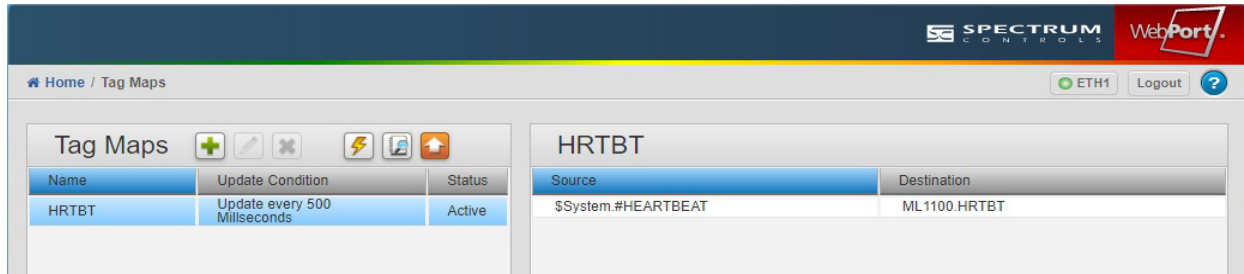 SPECTRUM
CONTROLS
WebPort.
Home / Tag Maps
ETH1
Logout
?
Tag Maps
HRTBT
Name Update Condition Status
Source Destination
HRTBT Update every 500 Millseconds Active
$System.#HEARTBEAT ML1100.HRTBT